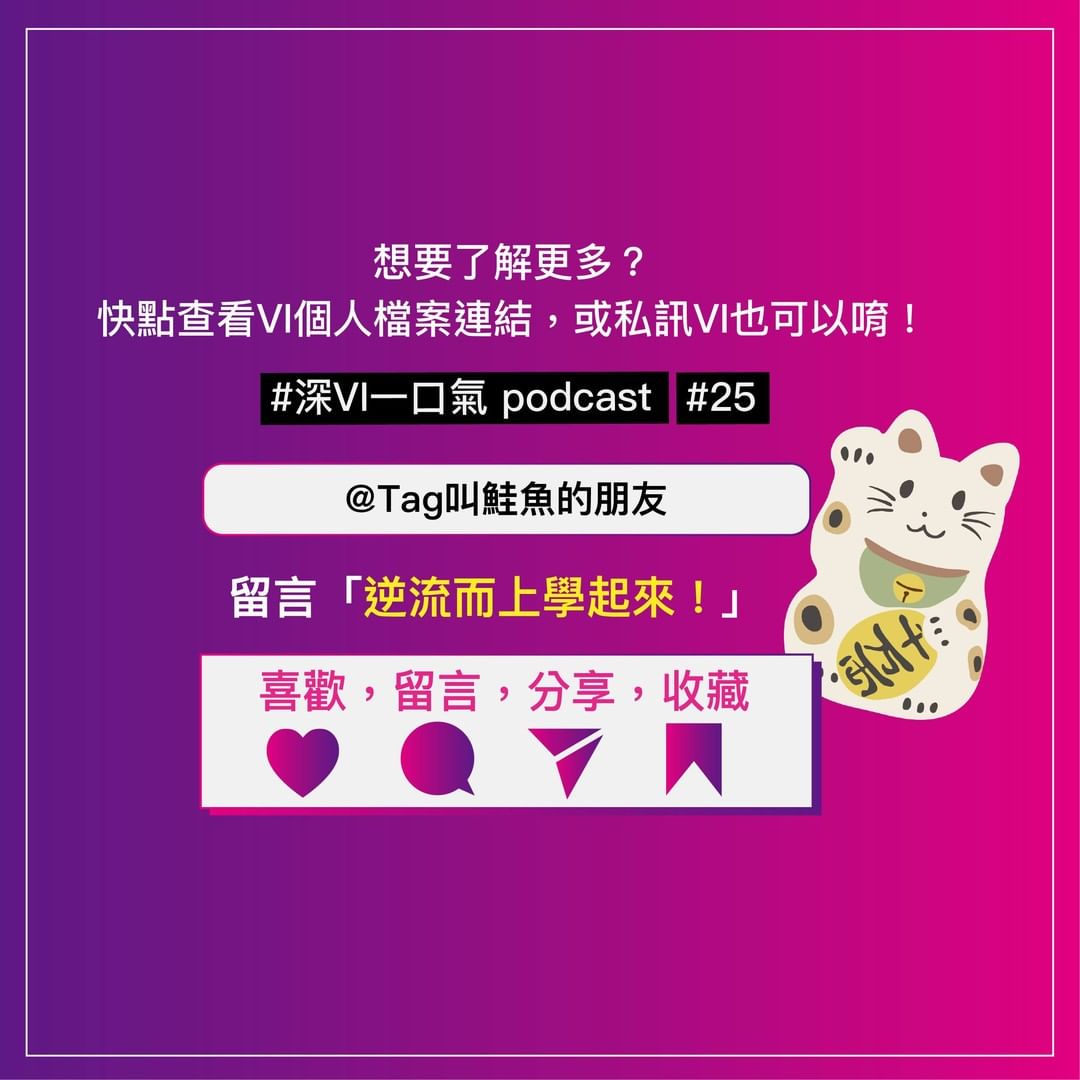 想要了解更多？
快點查看VI個人檔案連結，或私訊VI也可以唷！
#深VI一口氣 podcast #25
@Tag叫鮭魚的朋友
留言「逆流而上學起來！」
喜歡，留言，分享，收藏